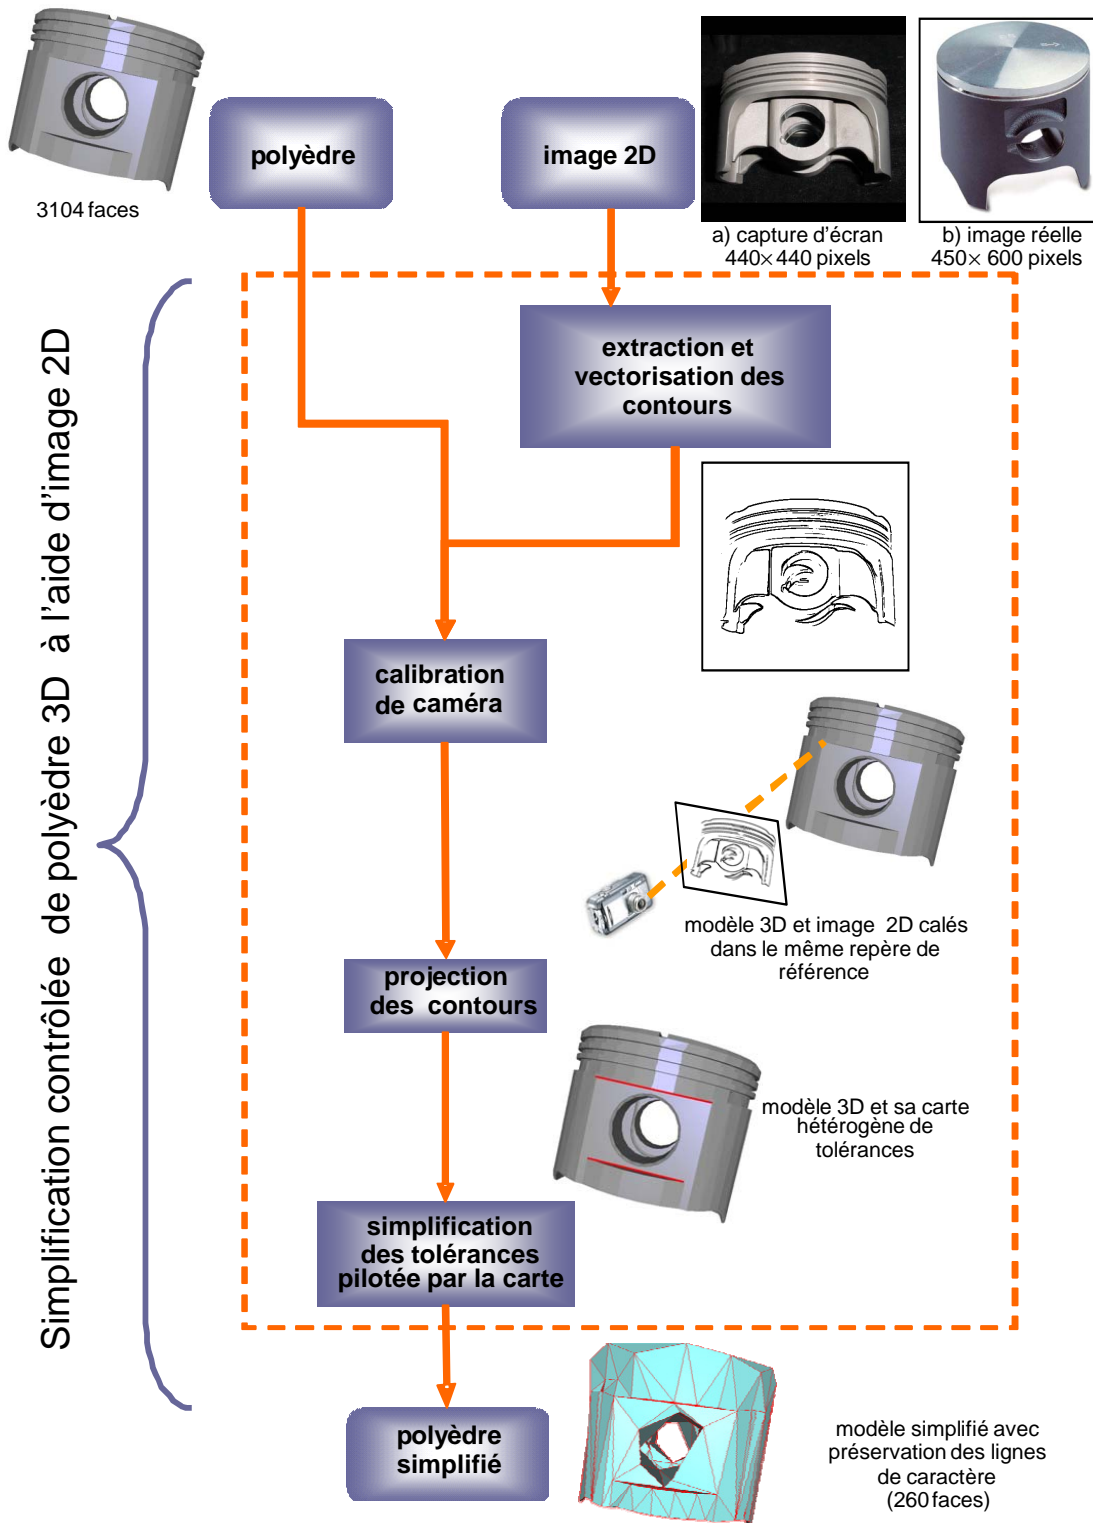 polyèdre
image 2D
3104 faces
a) capture d'écran
440× 440 pixels
b) image réelle
450× 600 pixels
Simplification contrôlée de polyèdre 3D à l'aide d'image 2D
extraction et
vectorisation des
contours
calibration
de caméra
modèle 3D et image 2D calés
dans le même repère de
référence
projection
des contours
modèle 3D et sa carte
hétérogène de
tolérances
simplification
des tolérances
pilotée par la carte
polyèdre
simplifié
modèle simplifié avec
préservation des lignes
de caractère
(260 faces)